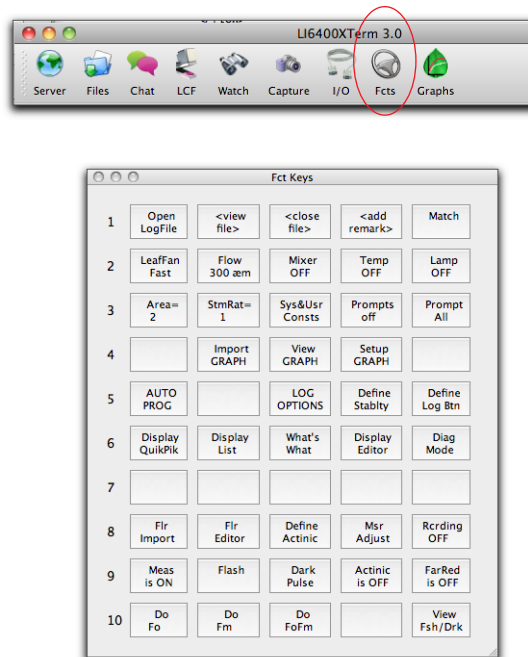 LI6400XTerm 3.0
Server Files Chat LCF Watch Capture I/O Fcts Graphs
Fct Keys
1 Open LogFile <view file> <close file> <add remark> Match
2 LeafFan Fast Flow 300 æm Mixer OFF Temp OFF Lamp OFF
3 Area= 2 StmRat= 1 Sys&Usr Consts Prompts off Prompt All
4 Import GRAPH View GRAPH Setup GRAPH
5 AUTO PROG LOG OPTIONS Define Stablty Define Log Btn
6 Display QuikPik Display List What's What Display Editor Diag Mode
7
8 Flr Import Flr Editor Define Actinic Msr Adjust Rcrding OFF
9 Meas is ON Flash Dark Pulse Actinic is OFF FarRed is OFF
10 Do Fo Do Fm Do FoFm View Fsh/Drk